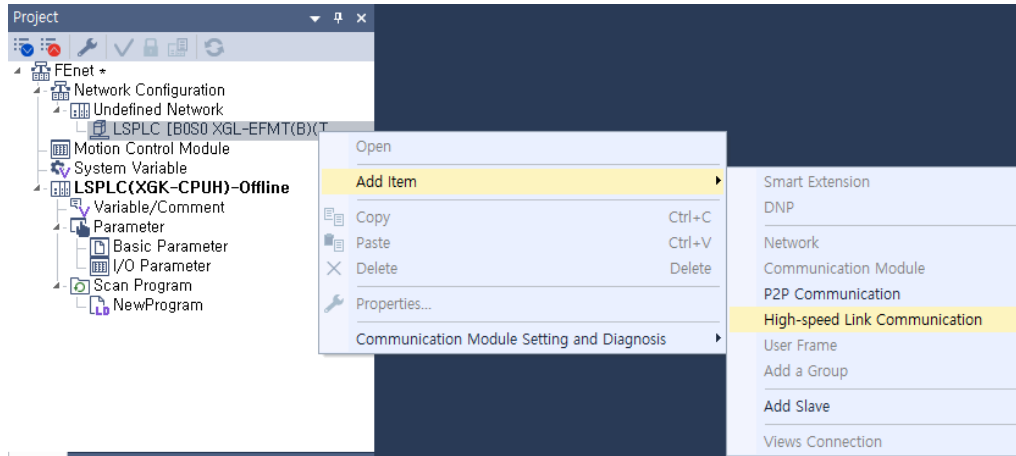 Project
FEnet *
Network Configuration
Undefined Network
LSPLC [B0S0 XGL-EFMT(B)(T
Motion Control Module
System Variable
LSPLC(XGK-CPUH)-Offline
Variable/Comment
Parameter
Basic Parameter
I/O Parameter
Scan Program
NewProgram
Open
Add Item
Copy Ctrl+C
Paste Ctrl+V
Delete Delete
Properties...
Communication Module Setting and Diagnosis
Smart Extension
DNP
Network
Communication Module
P2P Communication
High-speed Link Communication
User Frame
Add a Group
Add Slave
Views Connection